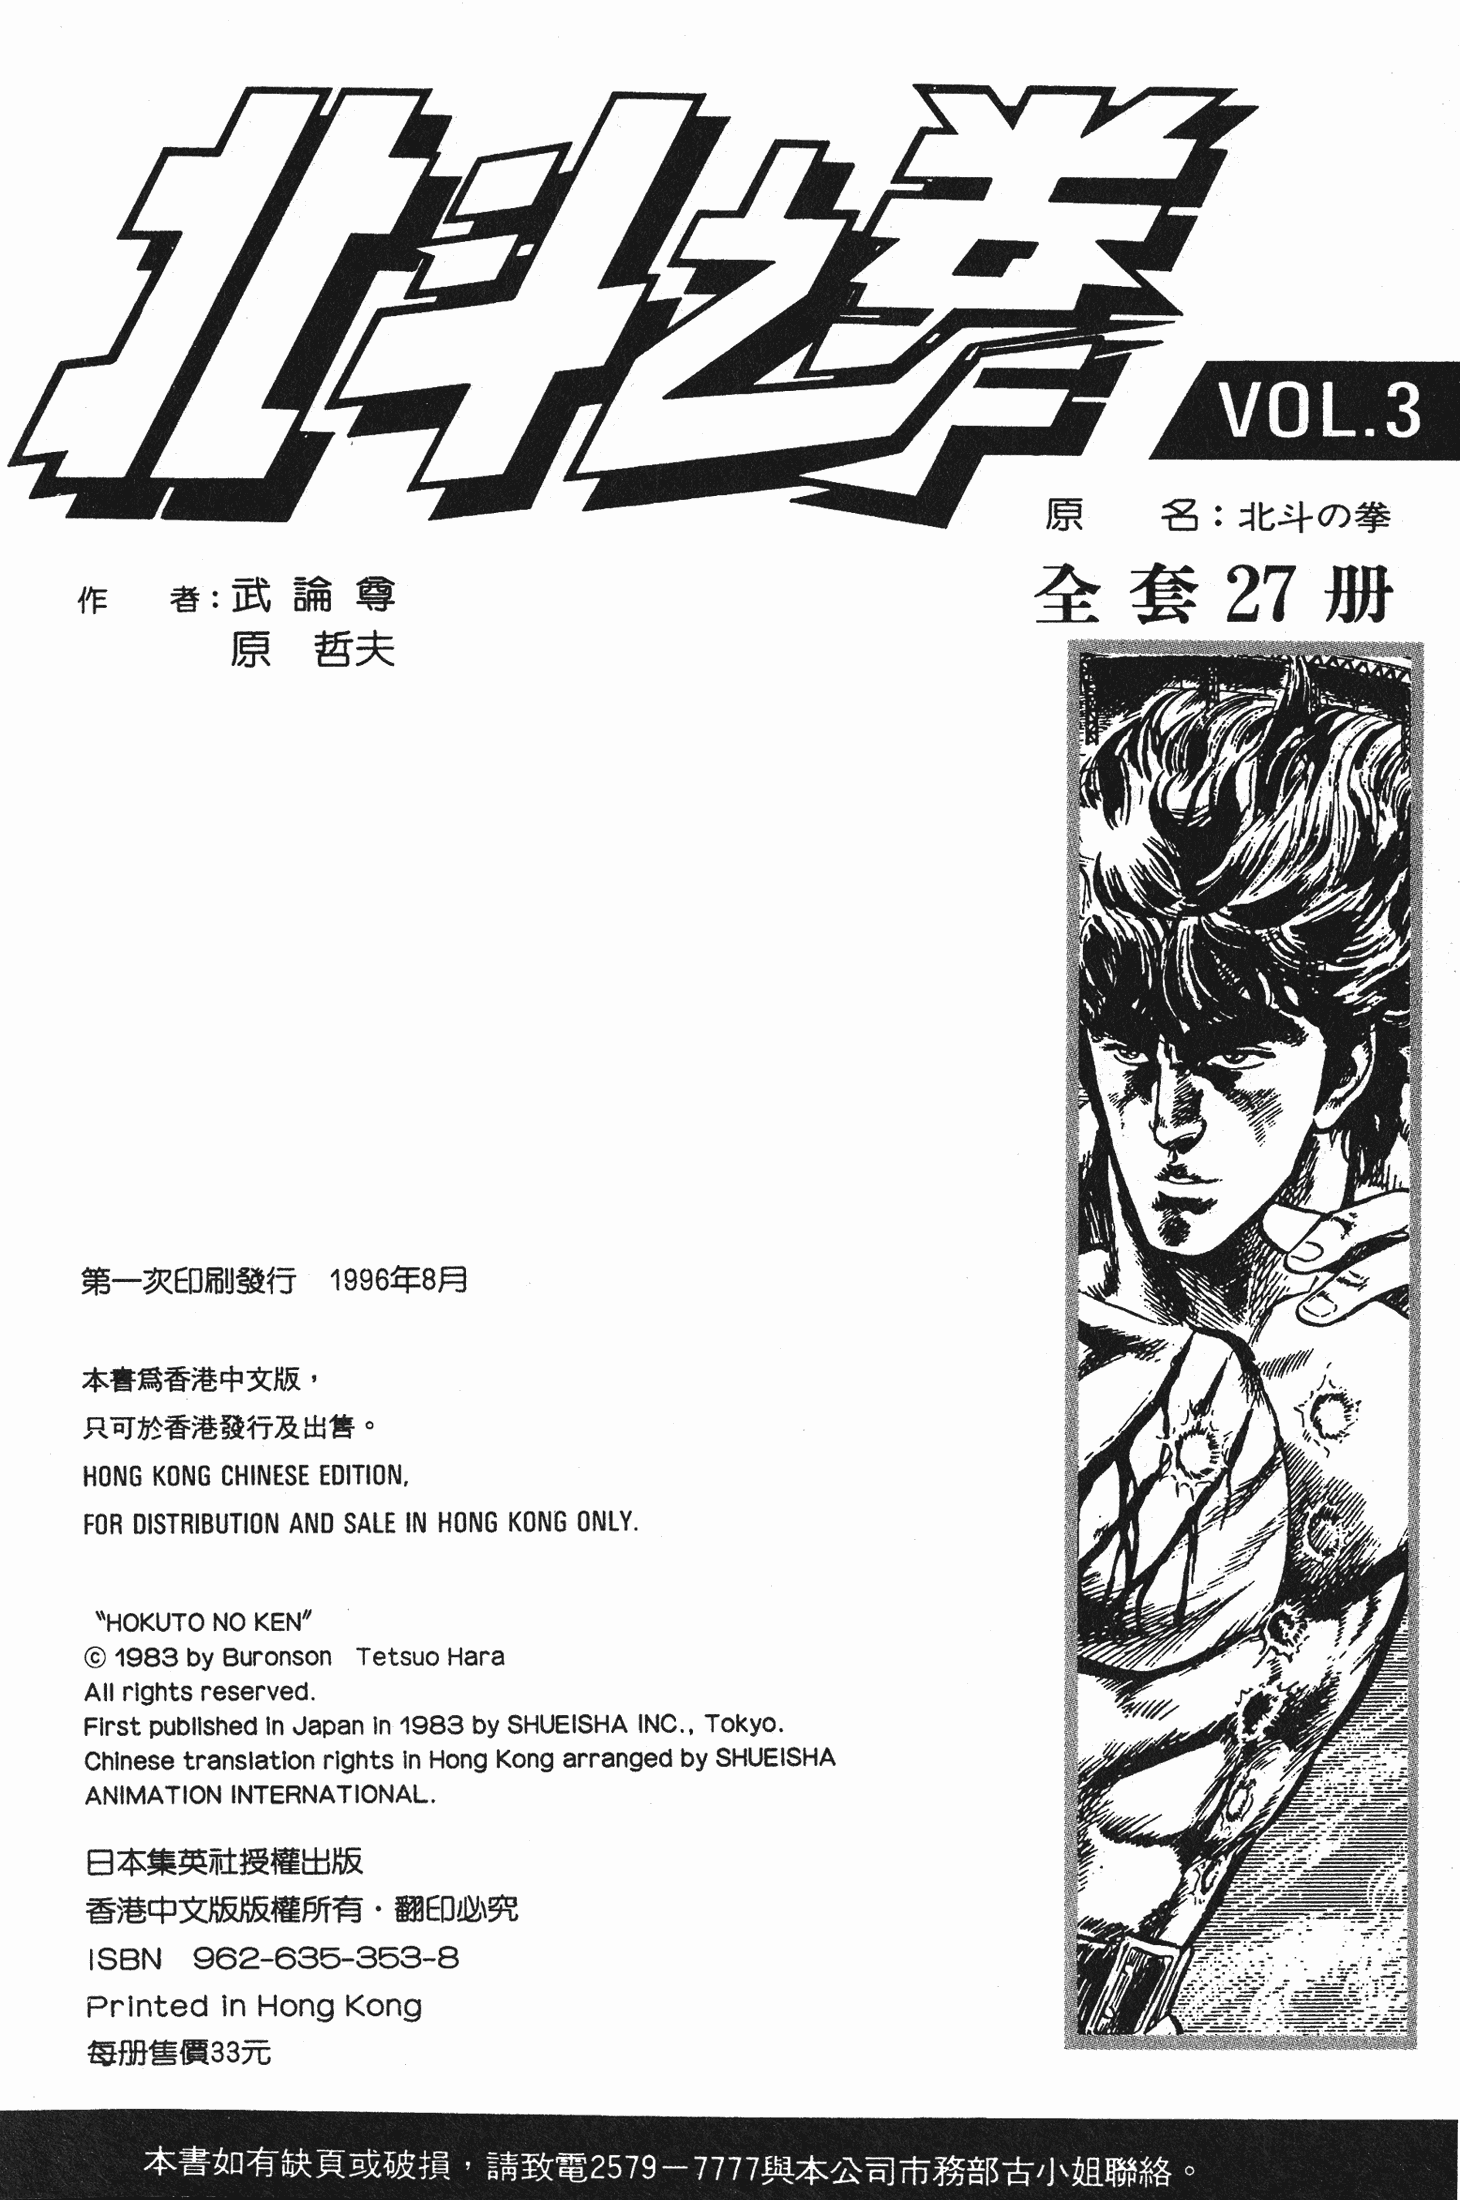 北斗之拳
VOL.3
原 名：北斗の拳
全套27册
作 者：武論尊
原 哲夫
第一次印刷發行 1996年8月
本書爲香港中文版，
只可於香港發行及出售。
HONG KONG CHINESE EDITION,
FOR DISTRIBUTION AND SALE IN HONG KONG ONLY.
〝HOKUTO NO KEN〞
© 1983 by Buronson Tetsuo Hara
All rights reserved.
First published in Japan in 1983 by SHUEISHA INC., Tokyo.
Chinese translation rights in Hong Kong arranged by SHUEISHA
ANIMATION INTERNATIONAL.
日本集英社授權出版
香港中文版版權所有・翻印必究
ISBN 962-635-353-8
Printed in Hong Kong
每册售價33元
本書如有缺頁或破損，請致電2579－7777與本公司市務部古小姐聯絡。